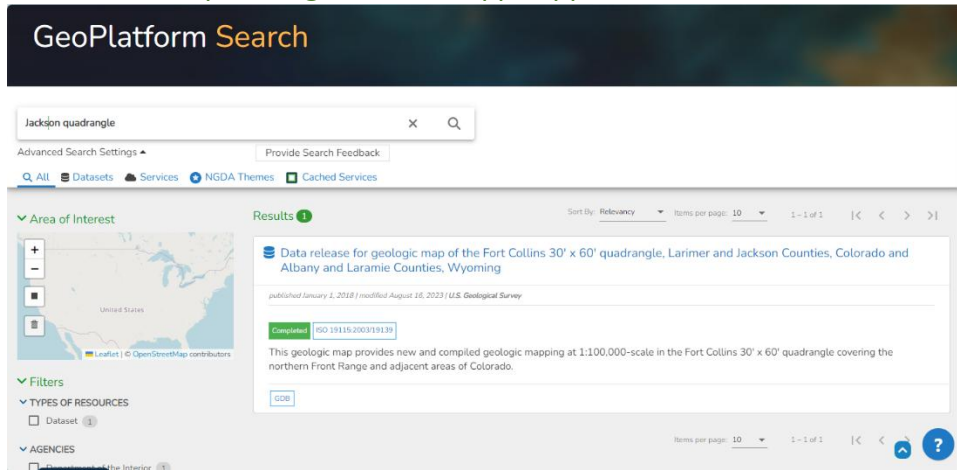 GeoPlatform Search
Jackson quadrangle
Advanced Search Settings
Provide Search Feedback
All Datasets Services NGDA Themes Cached Services
Area of Interest
Results 1
Sort By: Relevancy Items per page: 10 1 – 1 of 1
+
−
United States
Leaflet | © OpenStreetMap contributors
Data release for geologic map of the Fort Collins 30' x 60' quadrangle, Larimer and Jackson Counties, Colorado and
Albany and Laramie Counties, Wyoming
published January 1, 2018 | modified August 16, 2023 | U.S. Geological Survey
Completed ISO 19115:2003/19139
This geologic map provides new and compiled geologic mapping at 1:100,000-scale in the Fort Collins 30' x 60' quadrangle covering the
northern Front Range and adjacent areas of Colorado.
GDB
Filters
TYPES OF RESOURCES
Dataset 1
AGENCIES
Department of the Interior 1
Items per page: 10 1 – 1 of 1
?